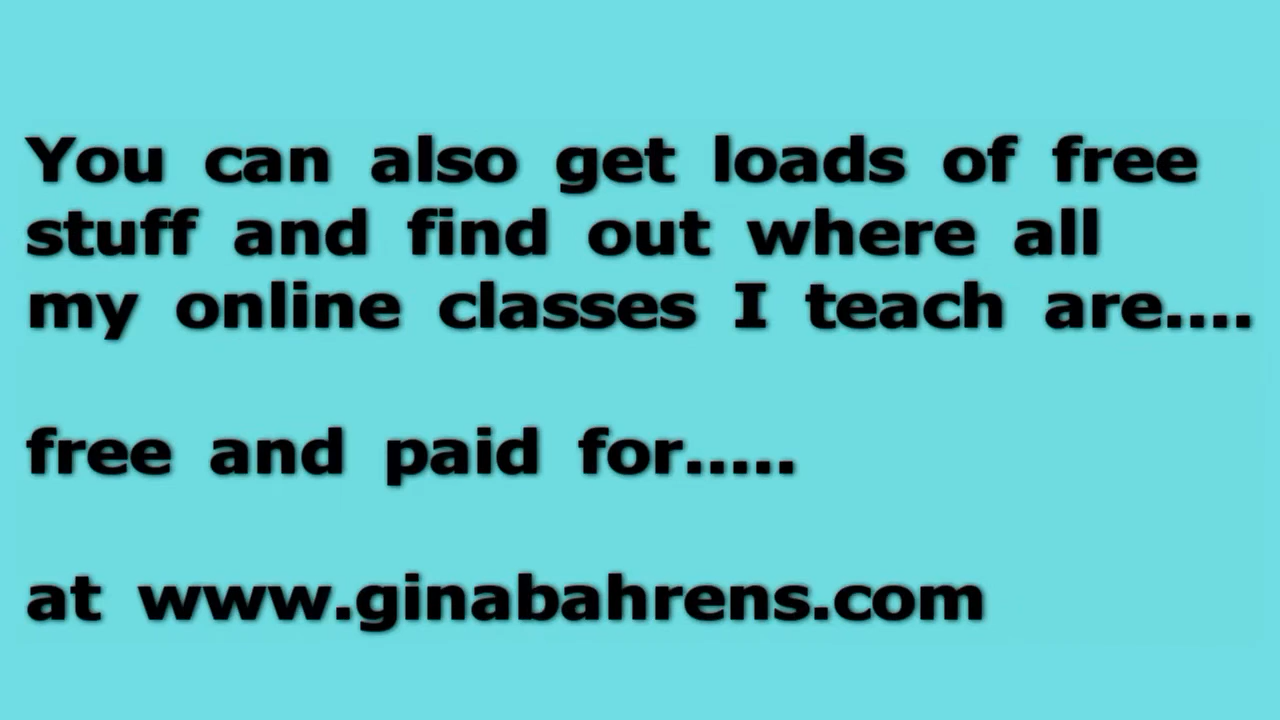 You can also get loads of free
stuff and find out where all
my online classes I teach are....
free and paid for.....
at www.ginabahrens.com